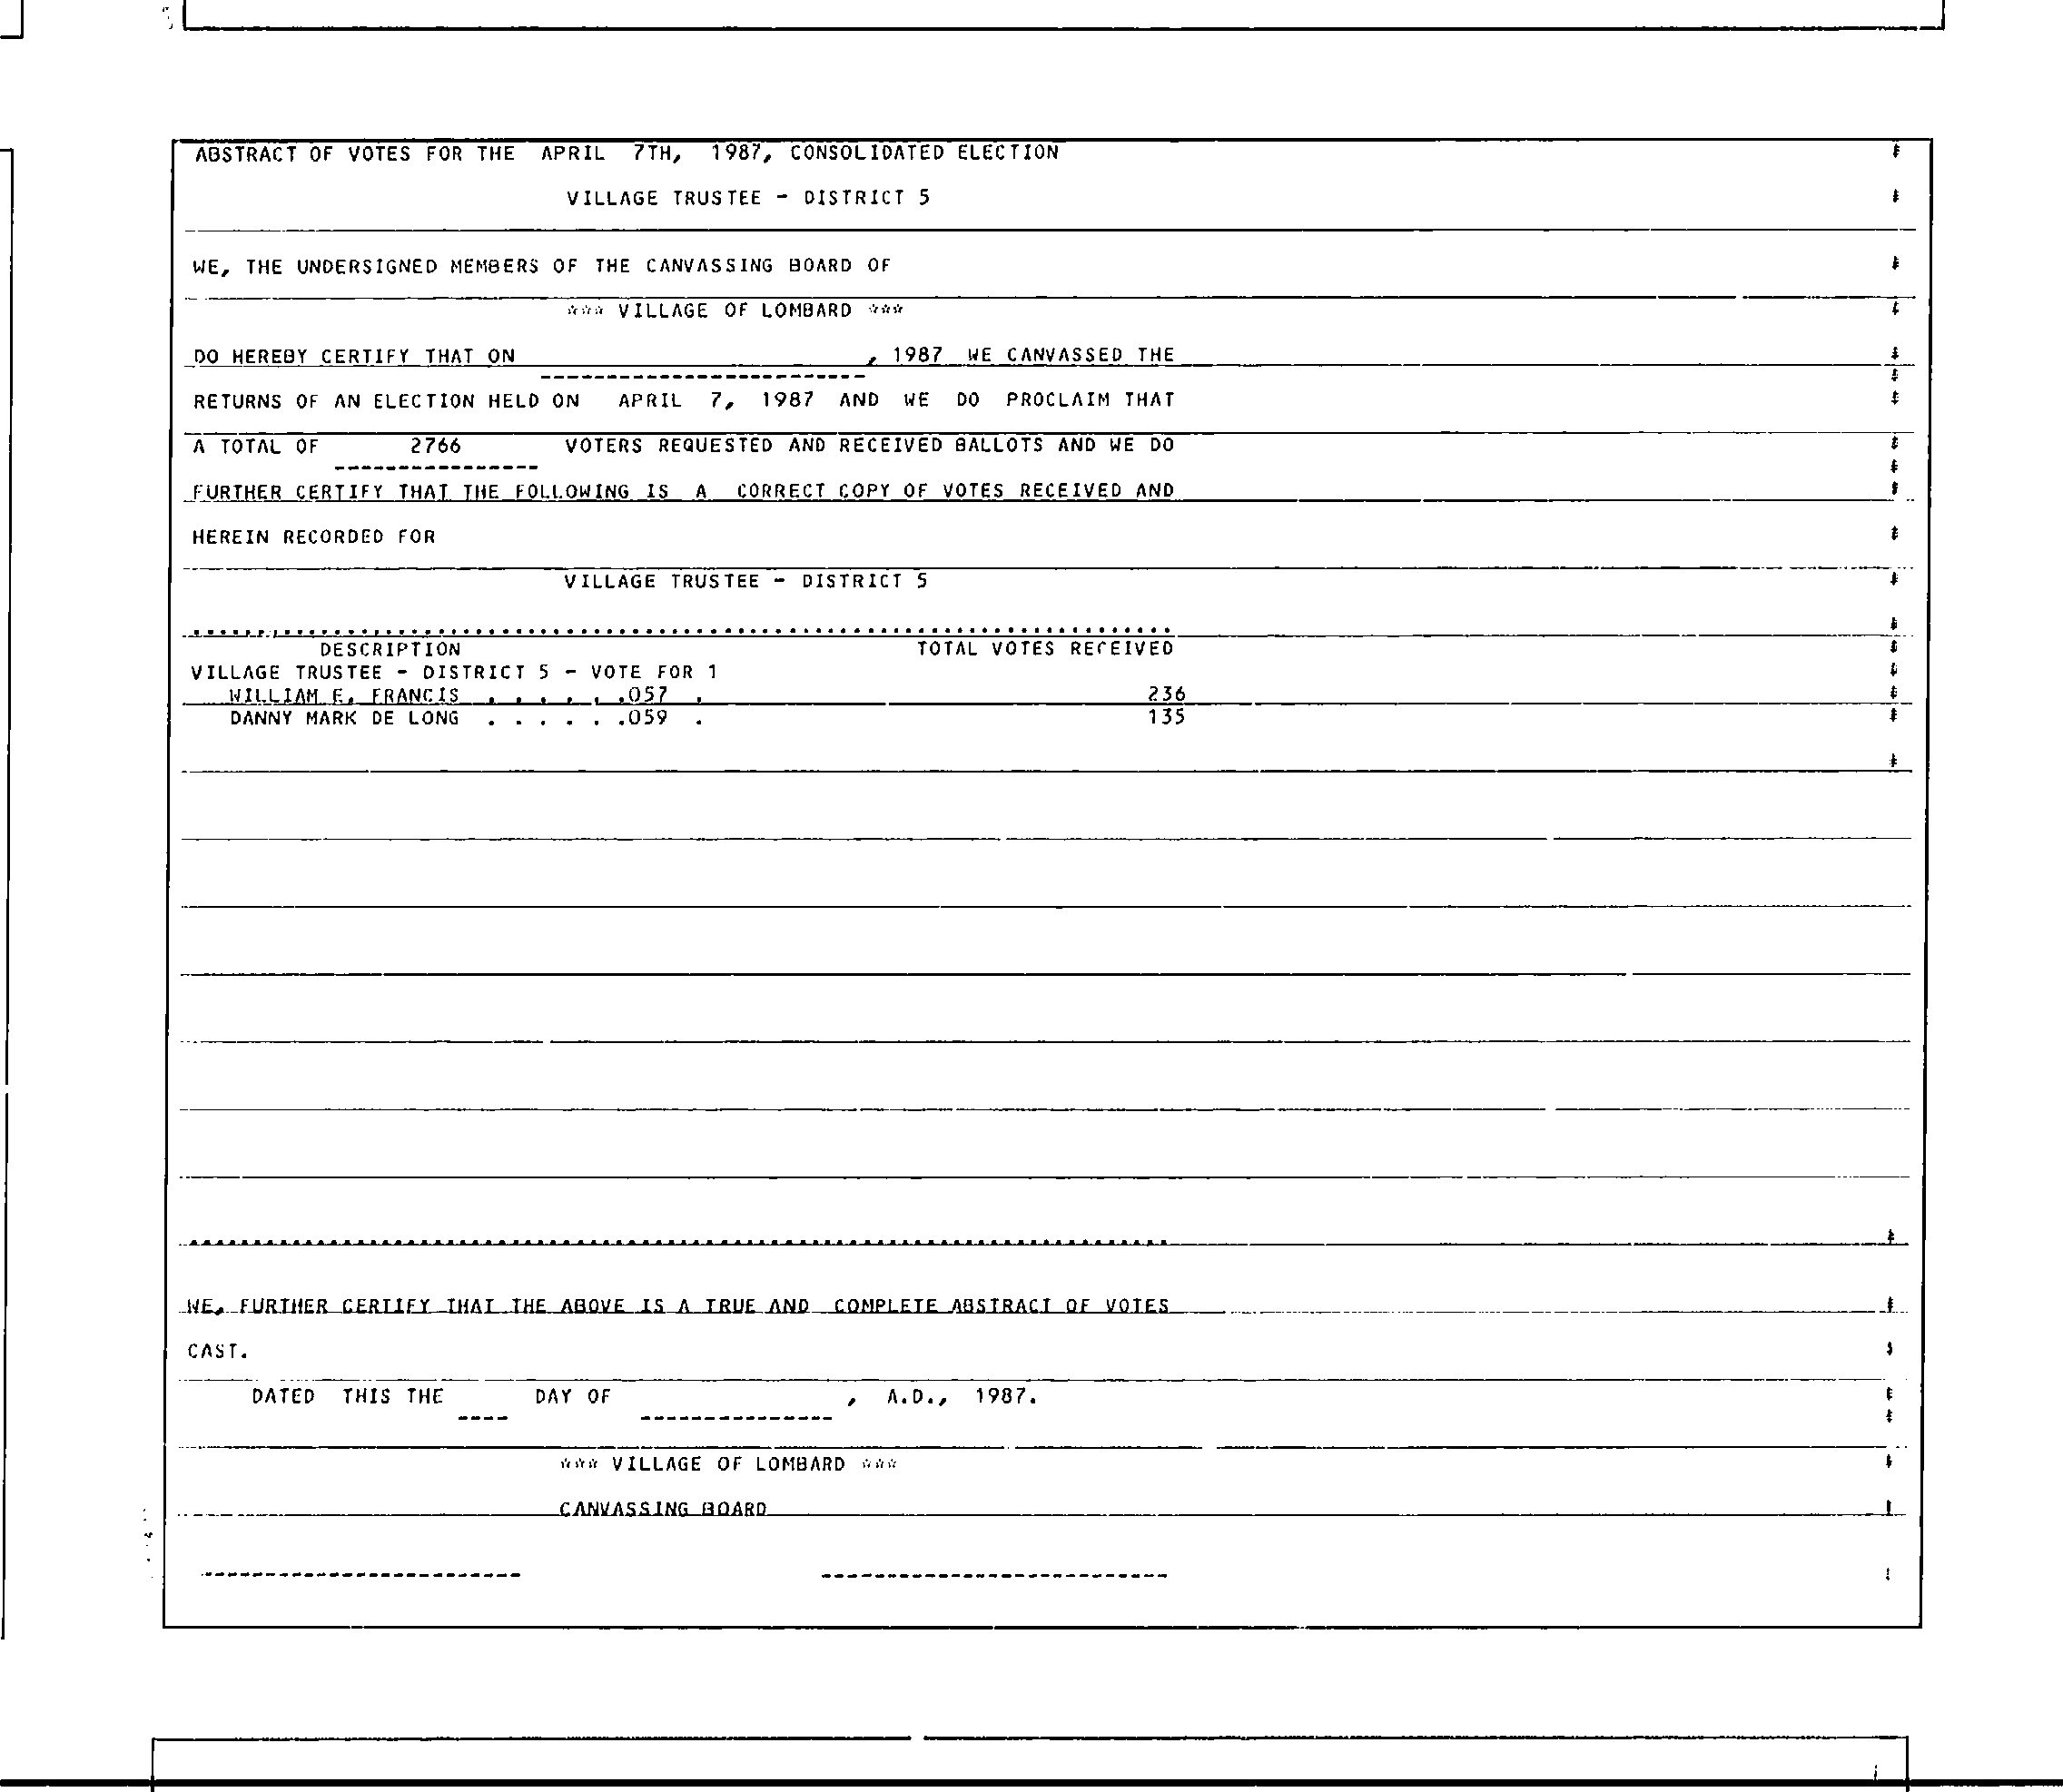 ABSTRACT OF VOTES FOR THE APRIL 7TH, 1987, CONSOLIDATED ELECTION
VILLAGE TRUSTEE - DISTRICT 5
WE, THE UNDERSIGNED MEMBERS OF THE CANVASSING BOARD OF
*** VILLAGE OF LOMBARD ***
DO HEREBY CERTIFY THAT ON , 1987 WE CANVASSED THE
RETURNS OF AN ELECTION HELD ON APRIL 7, 1987 AND WE DO PROCLAIM THAT
A TOTAL OF 2766 VOTERS REQUESTED AND RECEIVED BALLOTS AND WE DO
FURTHER CERTIFY THAT THE FOLLOWING IS A CORRECT COPY OF VOTES RECEIVED AND
HEREIN RECORDED FOR
VILLAGE TRUSTEE - DISTRICT 5
DESCRIPTION TOTAL VOTES RECEIVED
VILLAGE TRUSTEE - DISTRICT 5 - VOTE FOR 1
WILLIAM E. FRANCIS . . . . . .057 . 236
DANNY MARK DE LONG . . . . . .059 . 135
WE, FURTHER CERTIFY THAT THE ABOVE IS A TRUE AND COMPLETE ABSTRACT OF VOTES
CAST.
DATED THIS THE DAY OF , A.D., 1987.
*** VILLAGE OF LOMBARD ***
CANVASSING BOARD